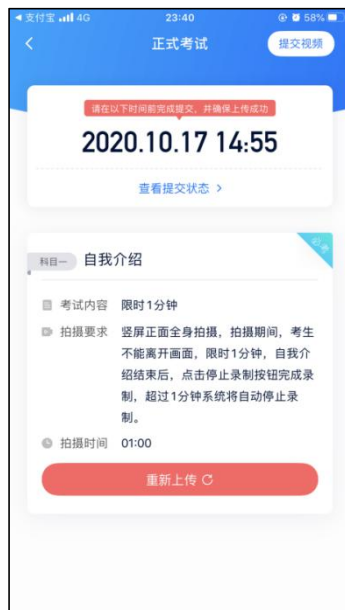 支付宝 4G 23:40 58%
正式考试 提交视频
请在以下时间前完成提交，并确保上传成功
2020.10.17 14:55
查看提交状态 >
必考
科目一 自我介绍
考试内容 限时1分钟
拍摄要求 竖屏正面全身拍摄，拍摄期间，考生
不能离开画面，限时1分钟，自我介
绍结束后，点击停止录制按钮完成录
制，超过1分钟系统将自动停止录
制。
拍摄时间 01:00
重新上传